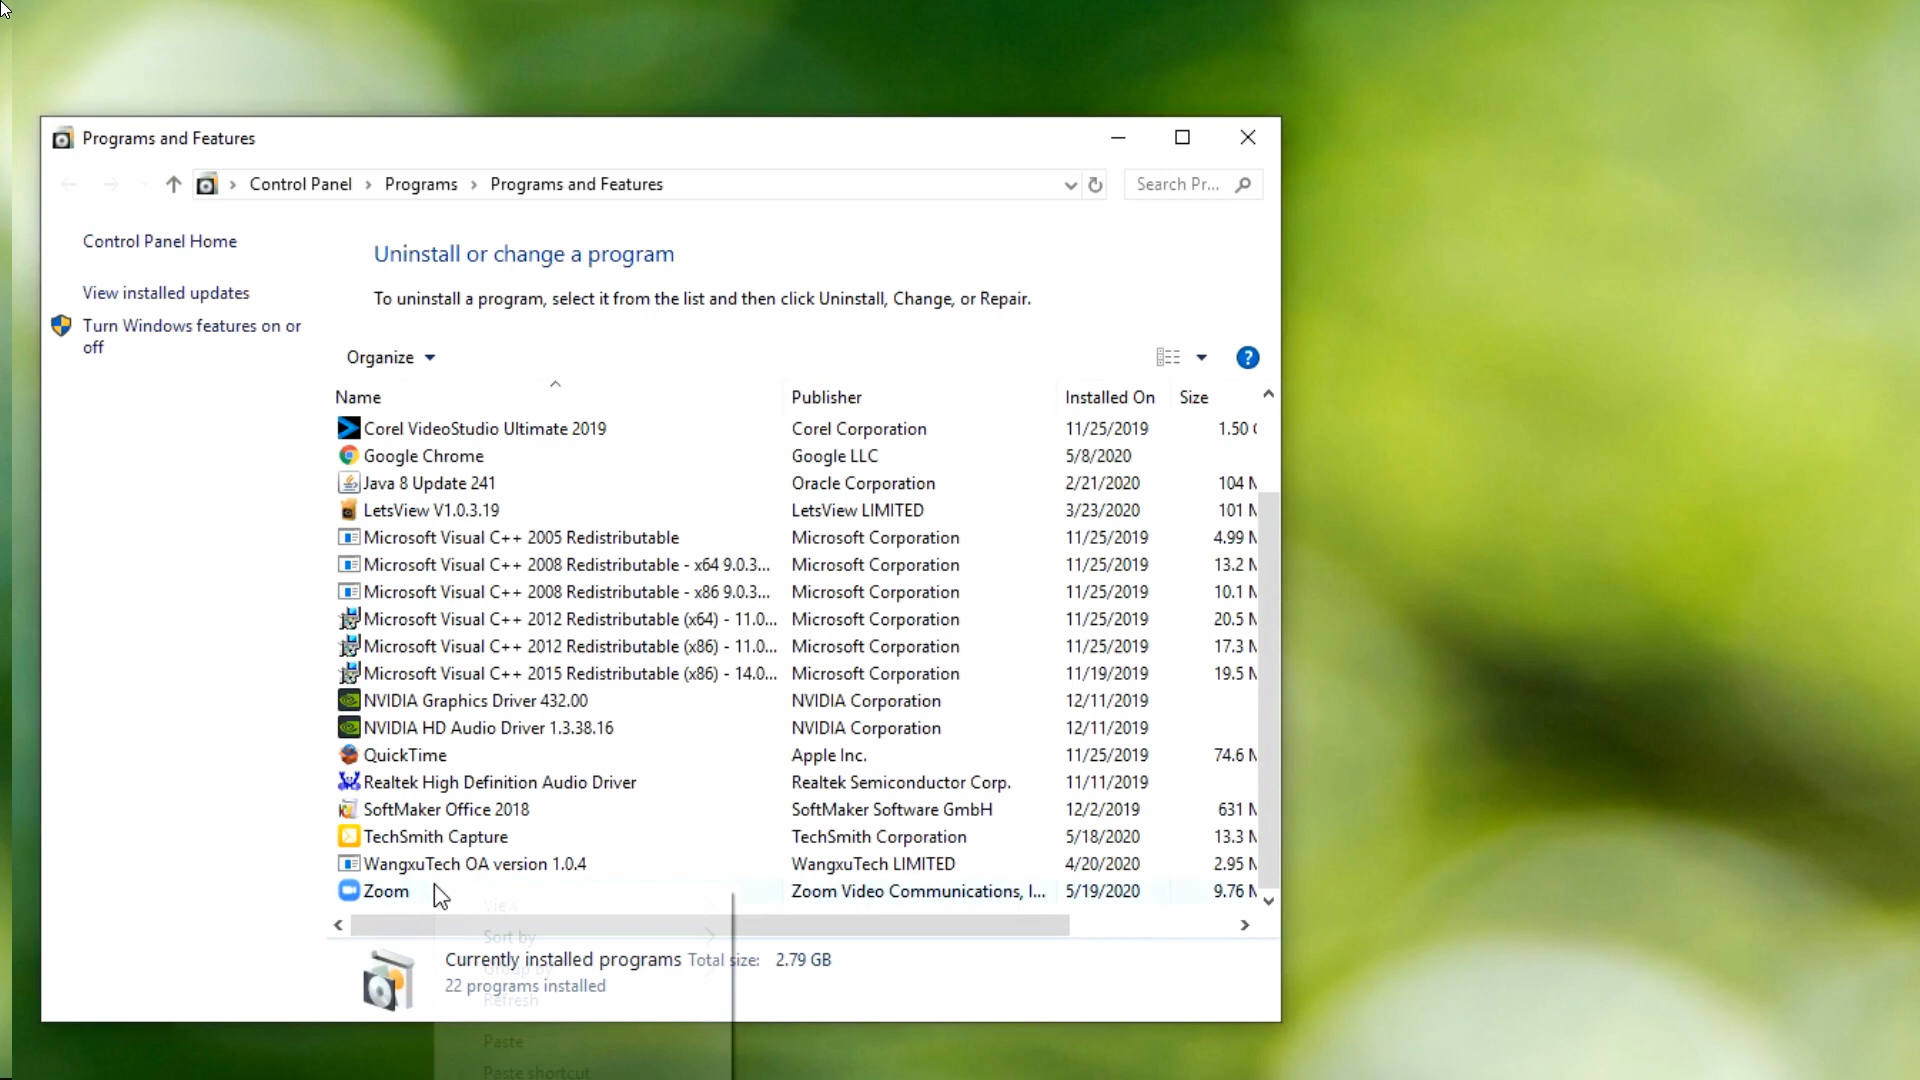 Programs and Features
Control Panel > Programs > Programs and Features
Search Pr...
Control Panel Home
View installed updates
Turn Windows features on or
off
Uninstall or change a program
To uninstall a program, select it from the list and then click Uninstall, Change, or Repair.
Organize
Name Publisher Installed On Size
Corel VideoStudio Ultimate 2019 Corel Corporation 11/25/2019 1.50
Google Chrome Google LLC 5/8/2020
Java 8 Update 241 Oracle Corporation 2/21/2020 104 M
LetsView V1.0.3.19 LetsView LIMITED 3/23/2020 101 M
Microsoft Visual C++ 2005 Redistributable Microsoft Corporation 11/25/2019 4.99 M
Microsoft Visual C++ 2008 Redistributable - x64 9.0.3... Microsoft Corporation 11/25/2019 13.2 M
Microsoft Visual C++ 2008 Redistributable - x86 9.0.3... Microsoft Corporation 11/25/2019 10.1 M
Microsoft Visual C++ 2012 Redistributable (x64) - 11.0... Microsoft Corporation 11/25/2019 20.5 M
Microsoft Visual C++ 2012 Redistributable (x86) - 11.0... Microsoft Corporation 11/25/2019 17.3 M
Microsoft Visual C++ 2015 Redistributable (x86) - 14.0... Microsoft Corporation 11/19/2019 19.5 M
NVIDIA Graphics Driver 432.00 NVIDIA Corporation 12/11/2019
NVIDIA HD Audio Driver 1.3.38.16 NVIDIA Corporation 12/11/2019
QuickTime Apple Inc. 11/25/2019 74.6 M
Realtek High Definition Audio Driver Realtek Semiconductor Corp. 11/11/2019
SoftMaker Office 2018 SoftMaker Software GmbH 12/2/2019 631 M
TechSmith Capture TechSmith Corporation 5/18/2020 13.3 M
WangxuTech OA version 1.0.4 WangxuTech LIMITED 4/20/2020 2.95 M
Zoom Zoom Video Communications, I... 5/19/2020 9.76 M
View
Sort by
Currently installed programs Total size: 2.79 GB
Group by
22 programs installed
Refresh
Paste
Paste shortcut